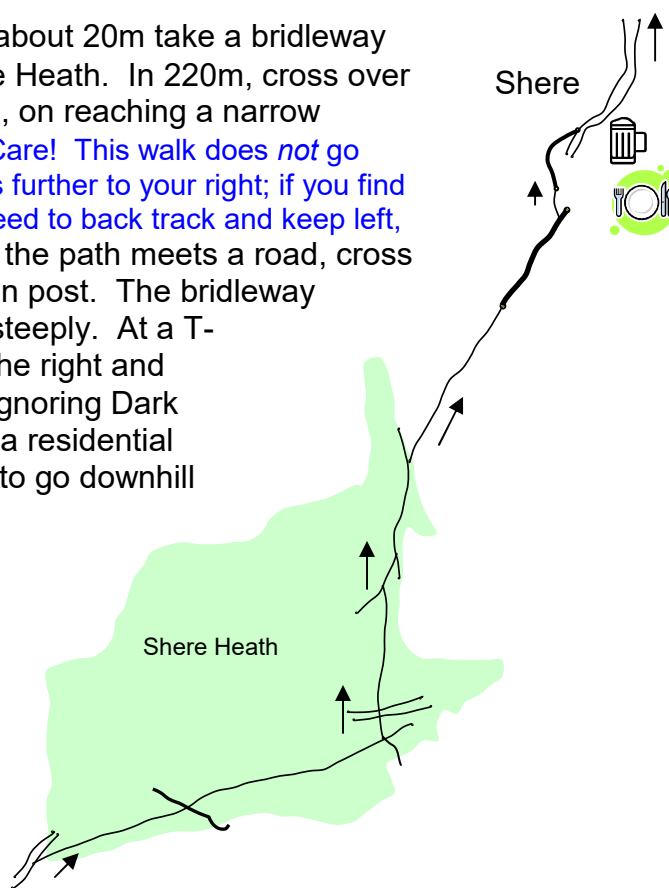 about 20m take a bridleway
e Heath. In 220m, cross over
, on reaching a narrow
Care! This walk does not go
s further to your right; if you find
eed to back track and keep left,
the path meets a road, cross
n post. The bridleway
steeply. At a T-
he right and
gnoring Dark
a residential
to go downhill
Shere
Shere Heath